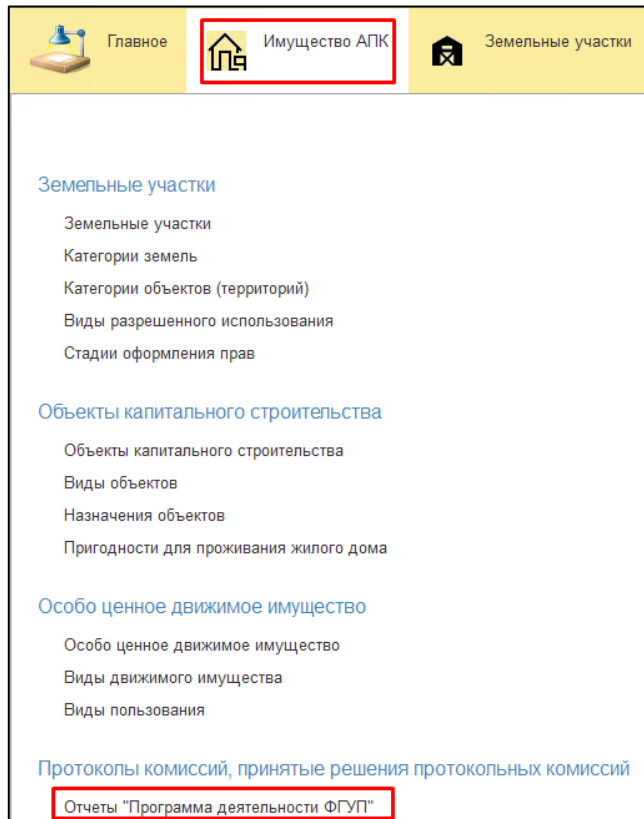 Главное
Имущество АПК
Земельные участки
Земельные участки
Земельные участки
Категории земель
Категории объектов (территорий)
Виды разрешенного использования
Стадии оформления прав
Объекты капитального строительства
Объекты капитального строительства
Виды объектов
Назначения объектов
Пригодности для проживания жилого дома
Особо ценное движимое имущество
Особо ценное движимое имущество
Виды движимого имущества
Виды пользования
Протоколы комиссий, принятые решения протокольных комиссий
Отчеты "Программа деятельности ФГУП"